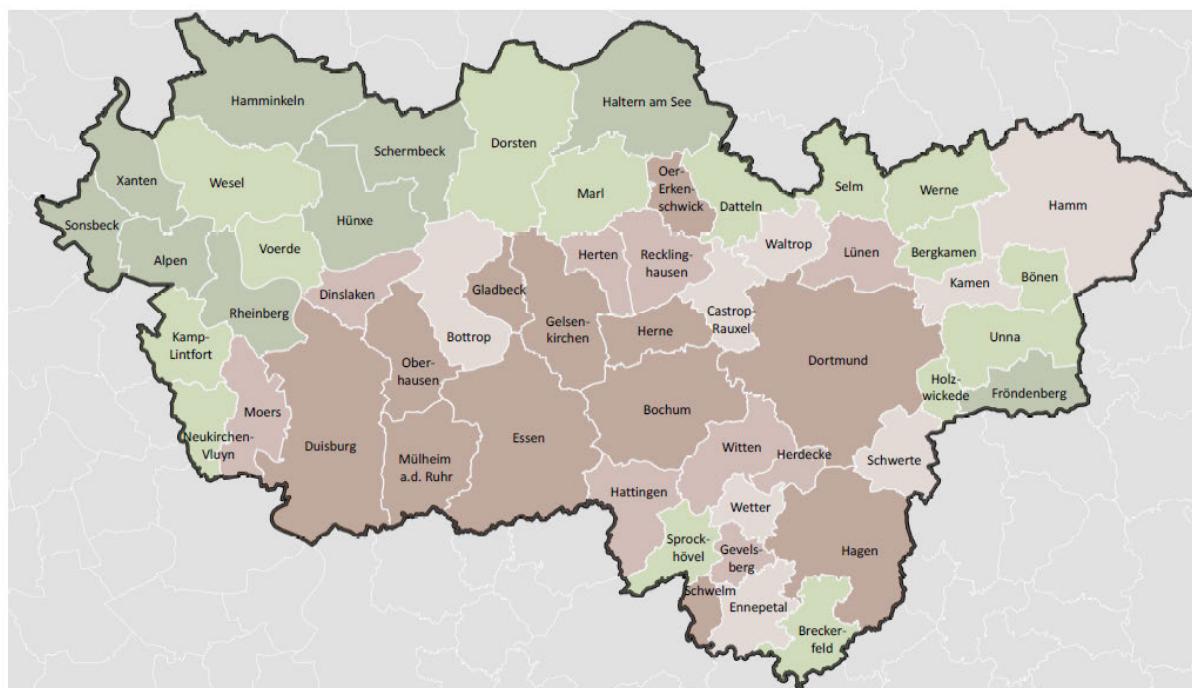 Hamminkeln
Haltern am See
Schermbeck
Dorsten
Xanten
Wesel
Marl
Oer-
Erken-
schwick
Datteln
Selm
Werne
Hamm
Sonsbeck
Hünxe
Alpen
Voerde
Herten
Reckling-
hausen
Waltrop
Lünen
Bergkamen
Kamen
Bönen
Dinslaken
Gladbeck
Rheinberg
Kamp-
Lintfort
Bottrop
Gelsen-
kirchen
Herne
Castrop-
Rauxel
Unna
Ober-
hausen
Dortmund
Holz-
wickede
Fröndenberg
Moers
Neukirchen-
Vluyn
Duisburg
Mülheim
a.d. Ruhr
Essen
Bochum
Witten
Herdecke
Schwerte
Hattingen
Wetter
Sprock-
hövel
Gevels-
berg
Hagen
Schwelm
Ennepetal
Brecker-
feld